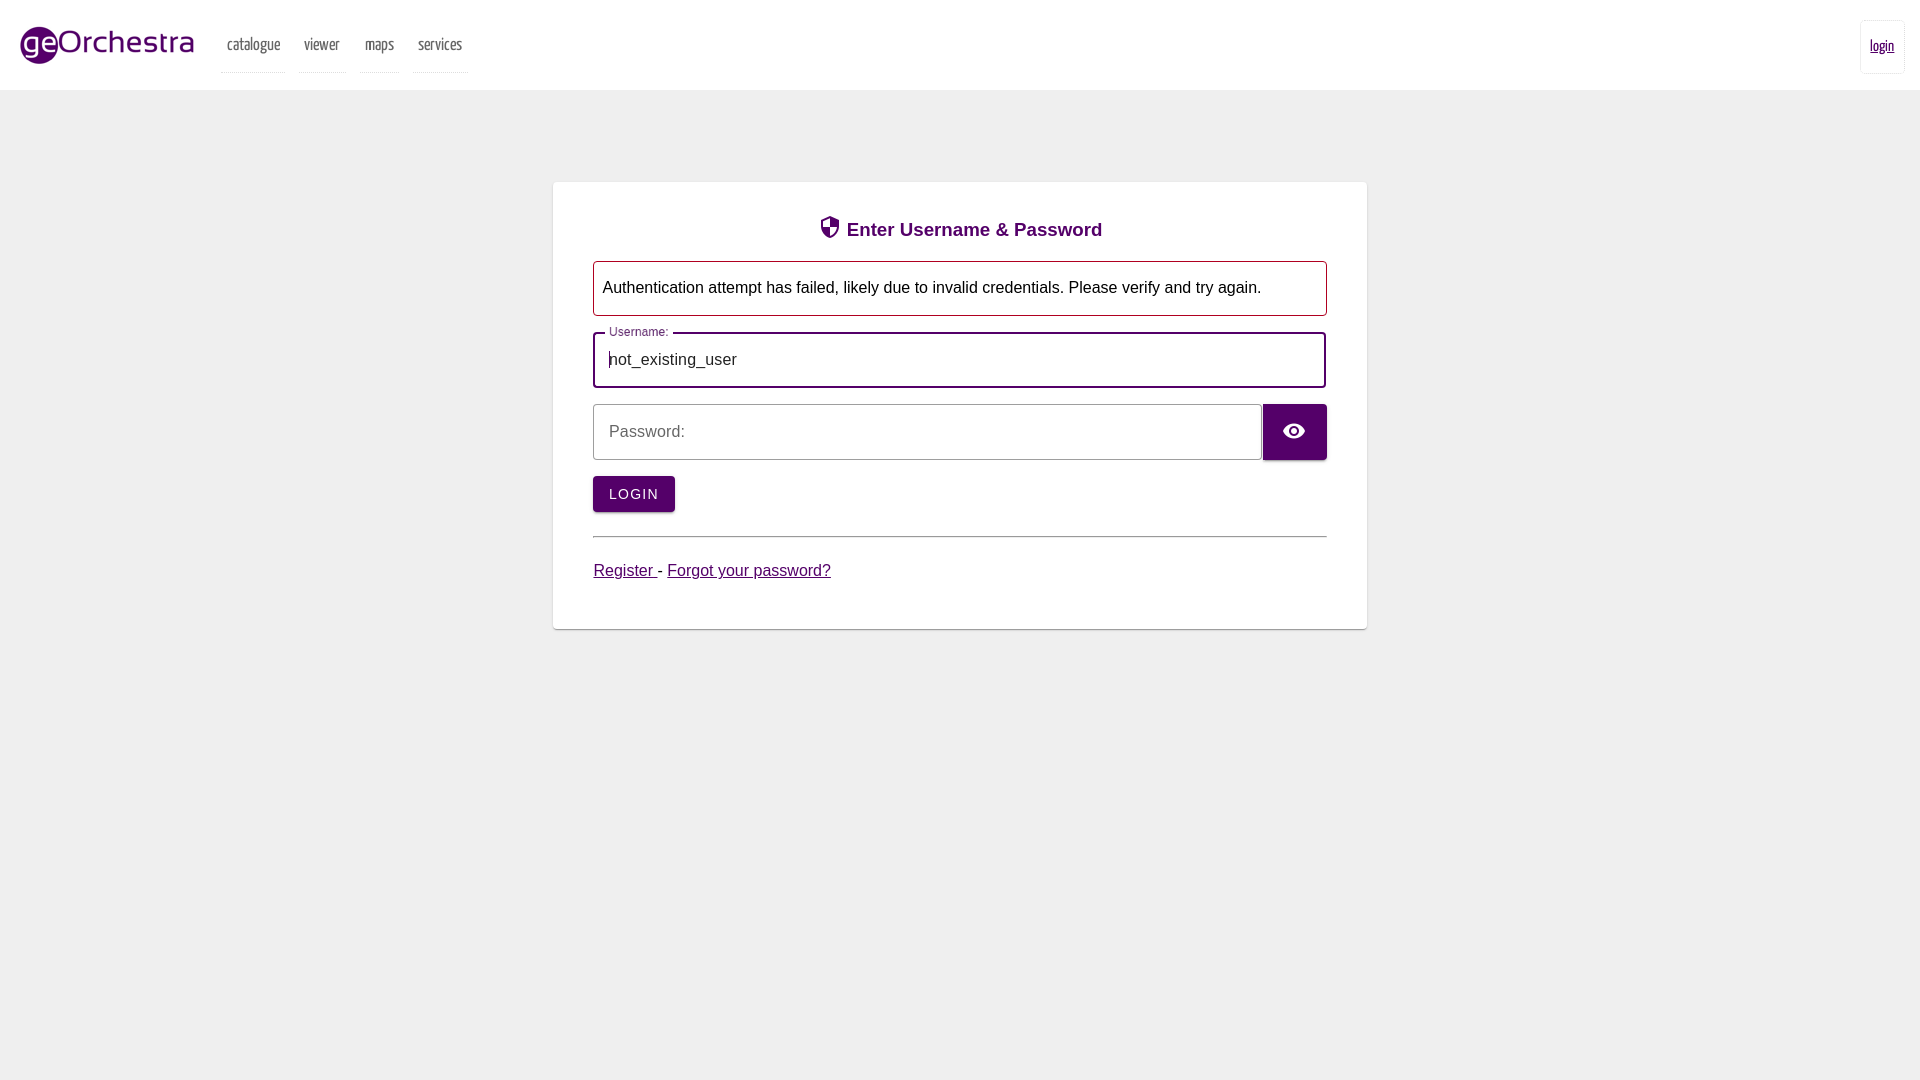 geOrchestra
catalogue viewer maps services
login
Enter Username & Password
Authentication attempt has failed, likely due to invalid credentials. Please verify and try again.
Username:
not_existing_user
Password:
LOGIN
Register - Forgot your password?